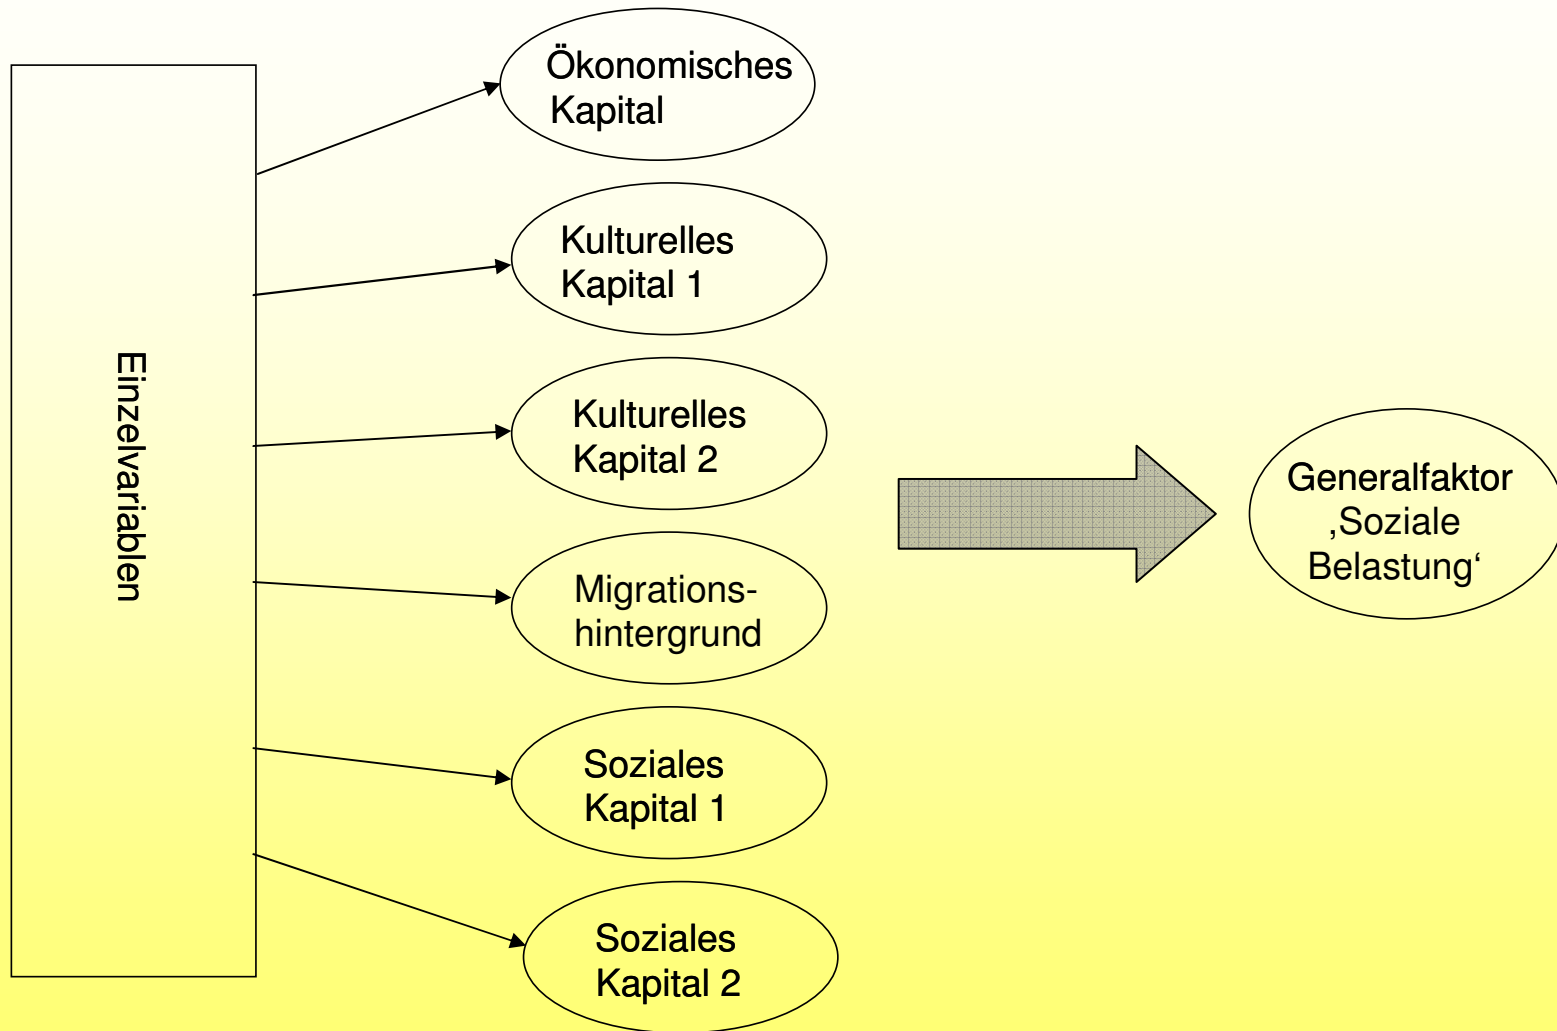 Einzelvariablen
Ökonomisches
Kapital
Kulturelles
Kapital 1
Kulturelles
Kapital 2
Migrations-
hintergrund
Soziales
Kapital 1
Soziales
Kapital 2
Generalfaktor
‚Soziale
Belastung‘